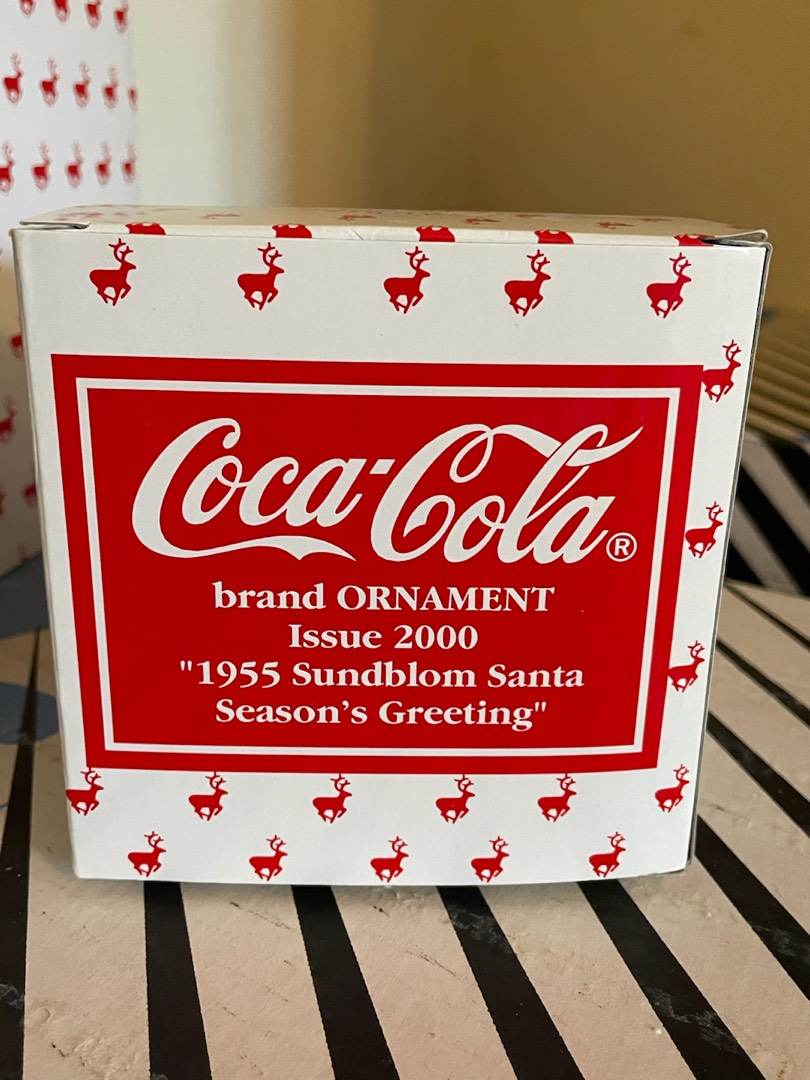 Coca-Cola®
brand ORNAMENT
Issue 2000
"1955 Sundblom Santa
Season's Greeting"